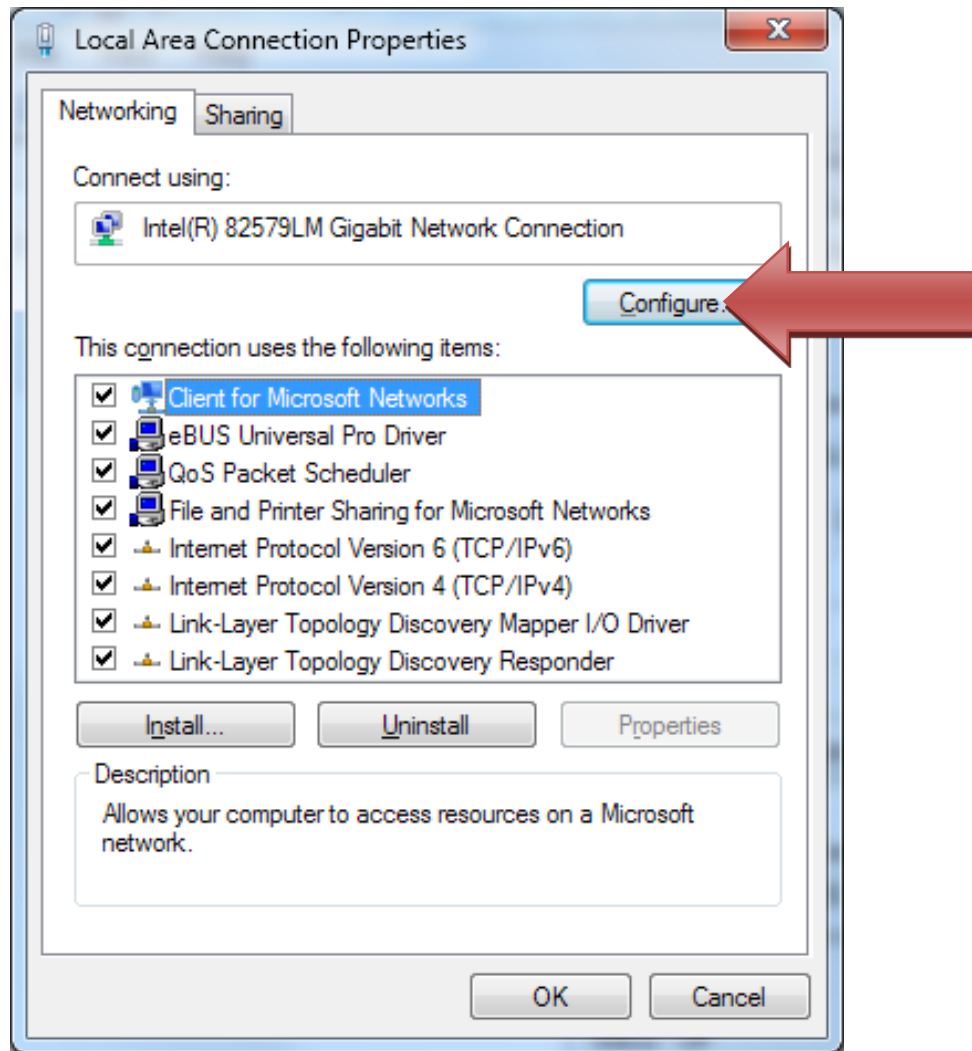 Local Area Connection Properties
Networking
Sharing
Connect using:
Intel(R) 82579LM Gigabit Network Connection
Configure.
This connection uses the following items:
Client for Microsoft Networks
eBUS Universal Pro Driver
QoS Packet Scheduler
File and Printer Sharing for Microsoft Networks
Internet Protocol Version 6 (TCP/IPv6)
Internet Protocol Version 4 (TCP/IPv4)
Link-Layer Topology Discovery Mapper I/O Driver
Link-Layer Topology Discovery Responder
Install...
Uninstall
Properties
Description
Allows your computer to access resources on a Microsoft
network.
OK
Cancel